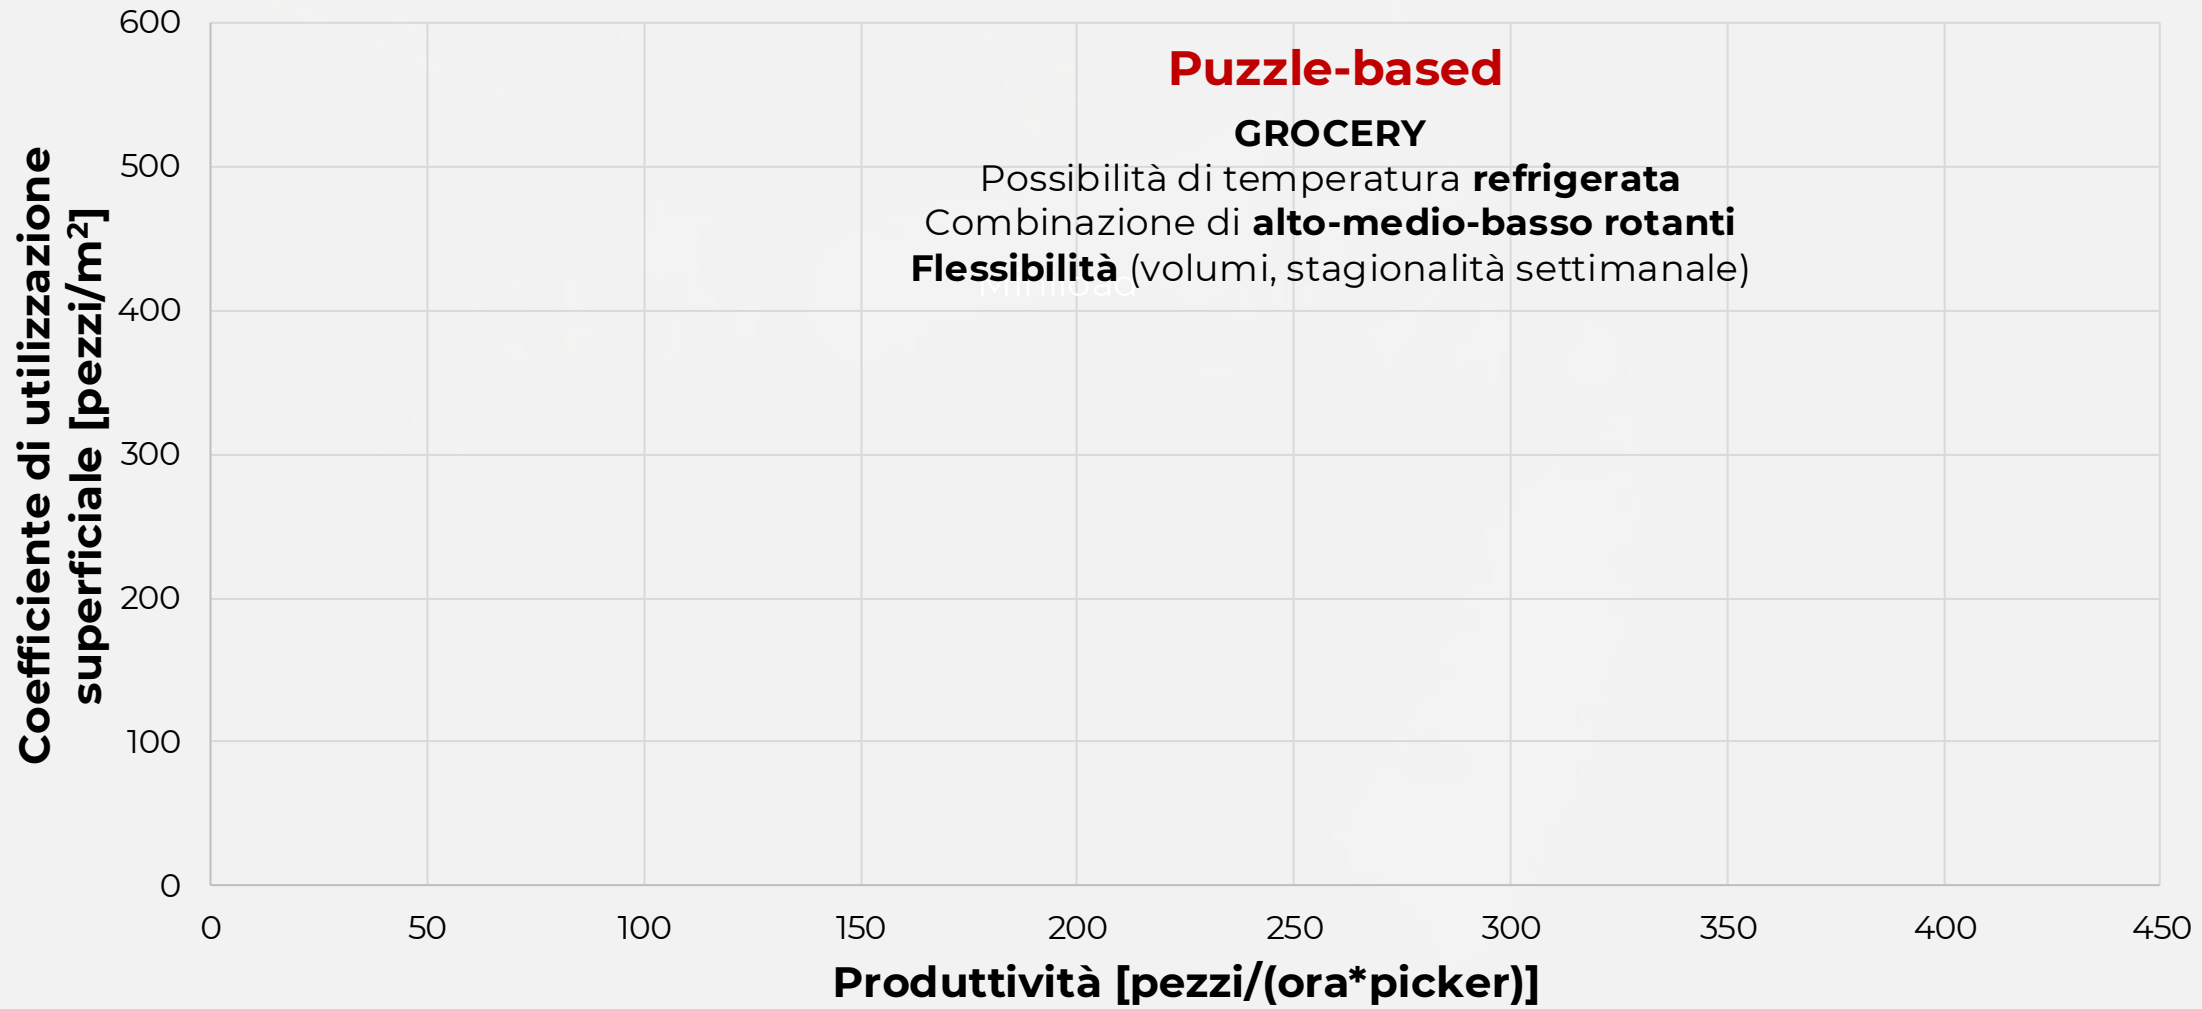 Puzzle-based
GROCERY
Possibilità di temperatura refrigerata
Combinazione di alto-medio-basso rotanti
Flessibilità (volumi, stagionalità settimanale)
Miniload
Coefficiente di utilizzazione
superficiale [pezzi/m²]
600
500
400
300
200
100
0
0 50 100 150 200 250 300 350 400 450
Produttività [pezzi/(ora*picker)]